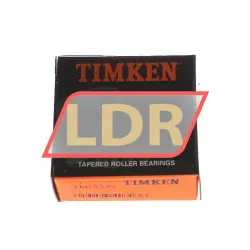 TIMKEN
LDR
TAPERED ROLLER BEARINGS
TIMKEN